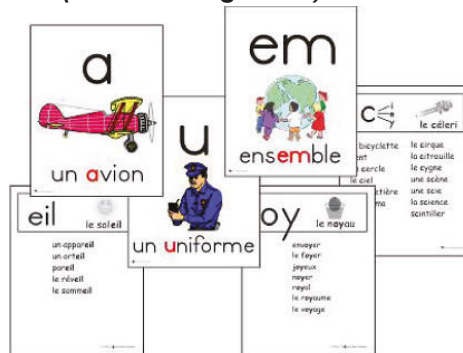 a
un avion
em
ensemble
u
un uniforme
c
le céleri
bicyclette
cercle
le ciel
le cirque
la citrouille
le cygne
une scène
une scie
la science
scintiller
eil
le soleil
un appareil
un orteil
pareil
le réveil
le sommeil
oy
le noyau
envoyer
le foyer
joyeux
noyer
royal
le royaume
le voyage